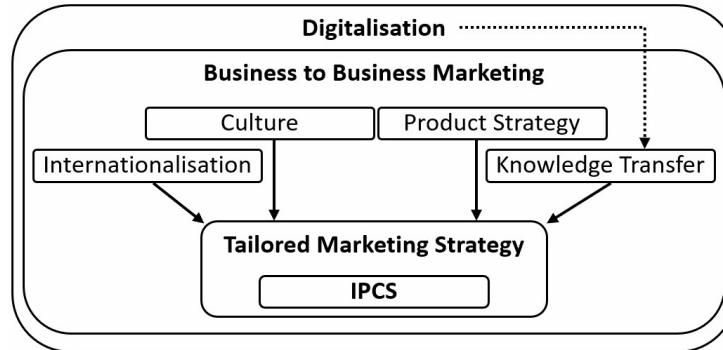 Digitalisation
Business to Business Marketing
Culture
Product Strategy
Internationalisation
Knowledge Transfer
Tailored Marketing Strategy
IPCS